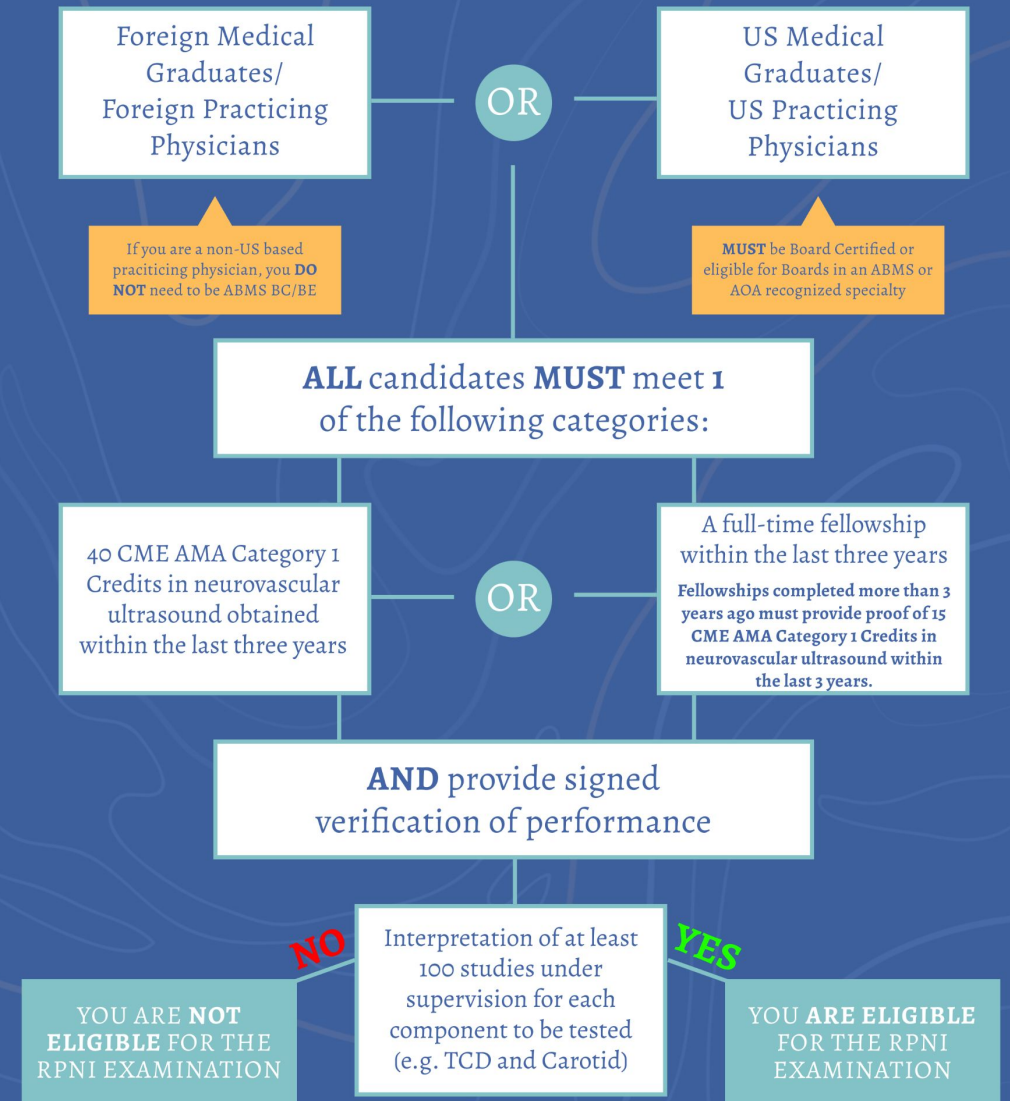 Foreign Medical
Graduates/
Foreign Practicing
Physicians
OR
US Medical
Graduates/
US Practicing
Physicians
If you are a non-US based
praciticing physician, you DO
NOT need to be ABMS BC/BE
MUST be Board Certified or
eligible for Boards in an ABMS or
AOA recognized specialty
ALL candidates MUST meet 1
of the following categories:
40 CME AMA Category 1
Credits in neurovascular
ultrasound obtained
within the last three years
OR
A full-time fellowship
within the last three years
Fellowships completed more than 3
years ago must provide proof of 15
CME AMA Category 1 Credits in
neurovascular ultrasound within
the last 3 years.
AND provide signed
verification of performance
NO
Interpretation of at least
100 studies under
supervision for each
component to be tested
(e.g. TCD and Carotid)
YES
YOU ARE NOT
ELIGIBLE FOR THE
RPNI EXAMINATION
YOU ARE ELIGIBLE
FOR THE RPNI
EXAMINATION